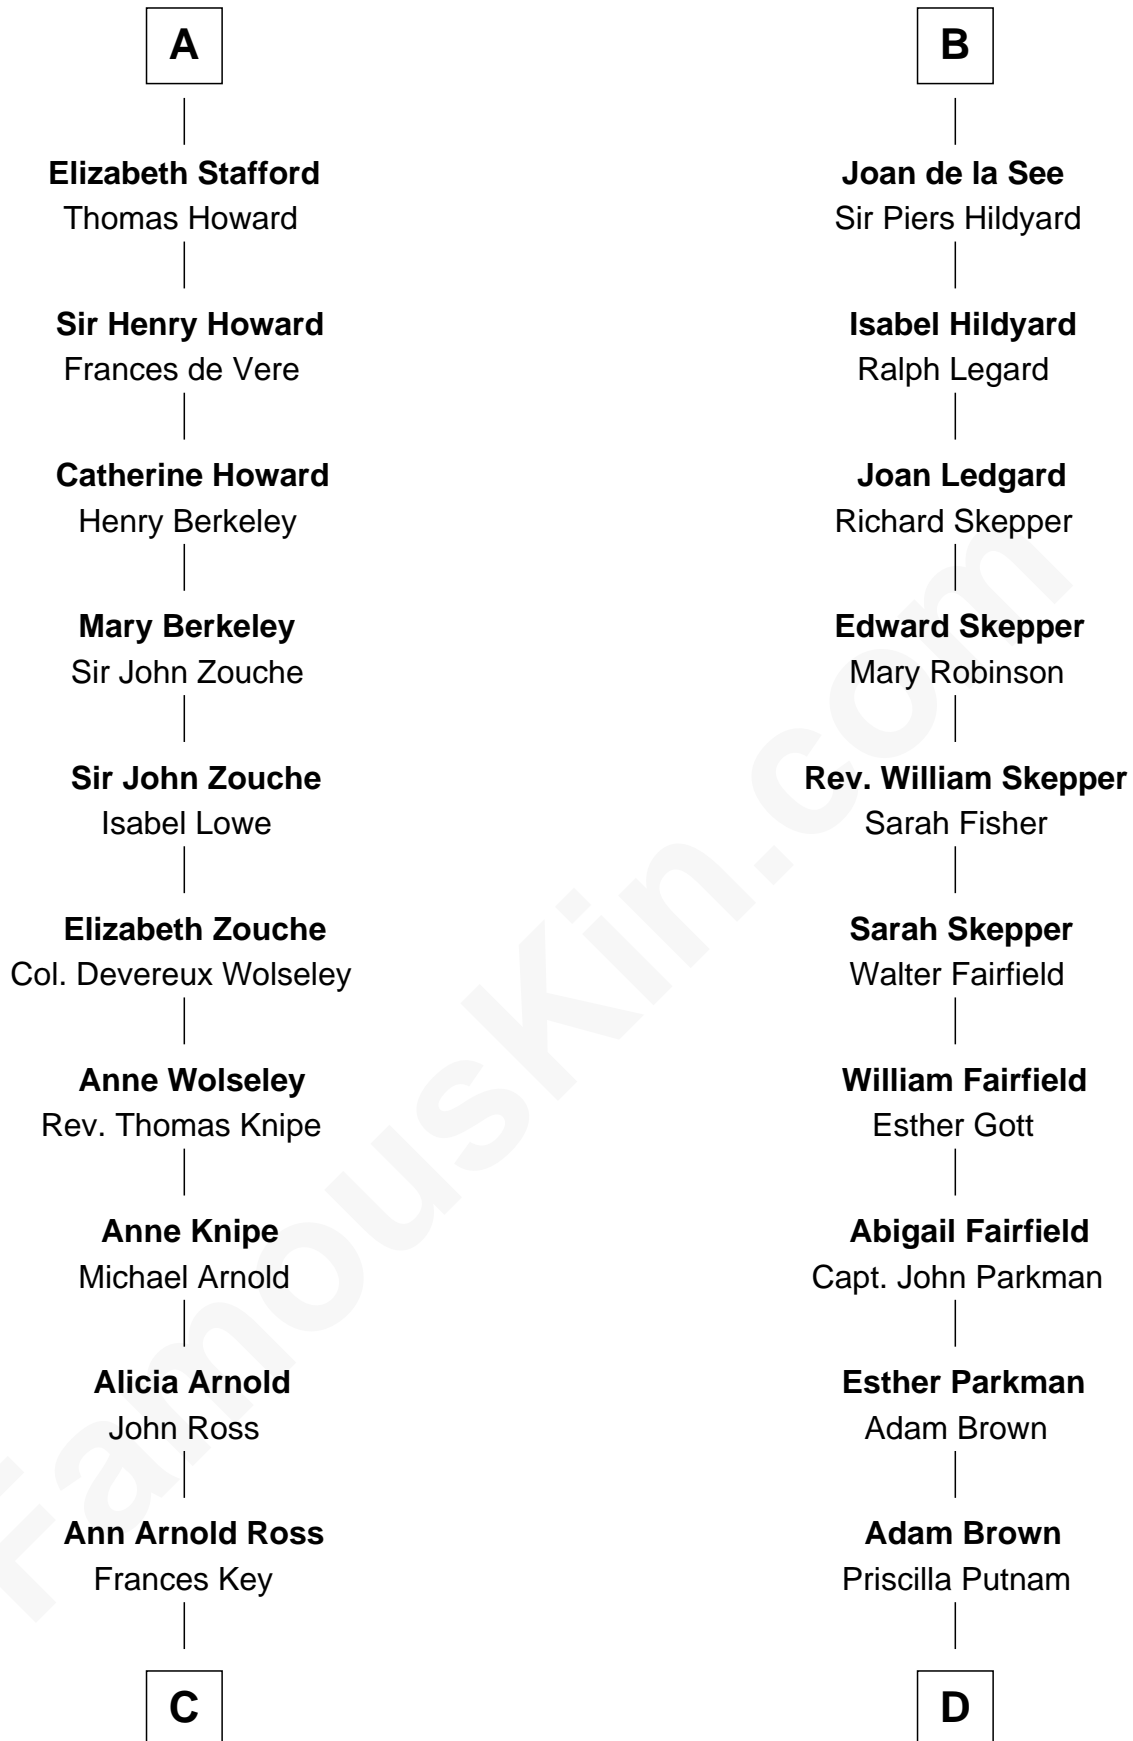 A
Elizabeth Stafford
Thomas Howard
Sir Henry Howard
Frances de Vere
Catherine Howard
Henry Berkeley
Mary Berkeley
Sir John Zouche
Sir John Zouche
Isabel Lowe
Elizabeth Zouche
Col. Devereux Wolseley
Anne Wolseley
Rev. Thomas Knipe
Anne Knipe
Michael Arnold
Alicia Arnold
John Ross
Ann Arnold Ross
Frances Key
C
B
Joan de la See
Sir Piers Hildyard
Isabel Hildyard
Ralph Legard
Joan Ledgard
Richard Skepper
Edward Skepper
Mary Robinson
Rev. William Skepper
Sarah Fisher
Sarah Skepper
Walter Fairfield
William Fairfield
Esther Gott
Abigail Fairfield
Capt. John Parkman
Esther Parkman
Adam Brown
Adam Brown
Priscilla Putnam
D
FamousKin.com